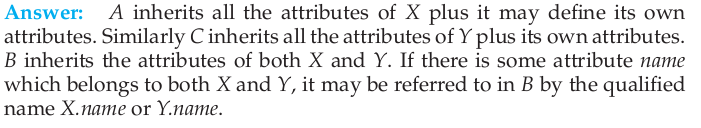 Answer: A inherits all the attributes of X plus it may define its own
attributes. Similarly C inherits all the attributes of Y plus its own attributes.
B inherits the attributes of both X and Y. If there is some attribute name
which belongs to both X and Y, it may be referred to in B by the qualified
name X.name or Y.name.